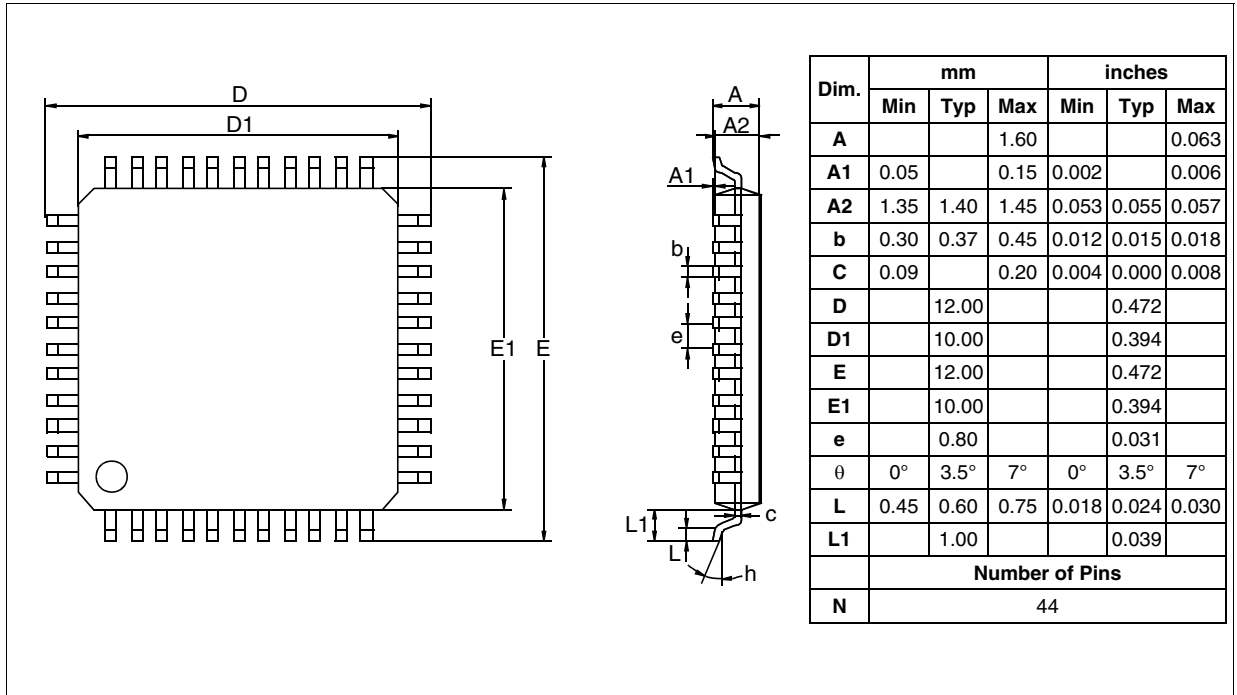 D
D1
E1 E
A
A2
A1
b
e
L1
L
c
h
Dim. mm inches
Min Typ Max Min Typ Max
A 1.60 0.063
A1 0.05 0.15 0.002 0.006
A2 1.35 1.40 1.45 0.053 0.055 0.057
b 0.30 0.37 0.45 0.012 0.015 0.018
C 0.09 0.20 0.004 0.000 0.008
D 12.00 0.472
D1 10.00 0.394
E 12.00 0.472
E1 10.00 0.394
e 0.80 0.031
θ 0° 3.5° 7° 0° 3.5° 7°
L 0.45 0.60 0.75 0.018 0.024 0.030
L1 1.00 0.039
Number of Pins
N 44